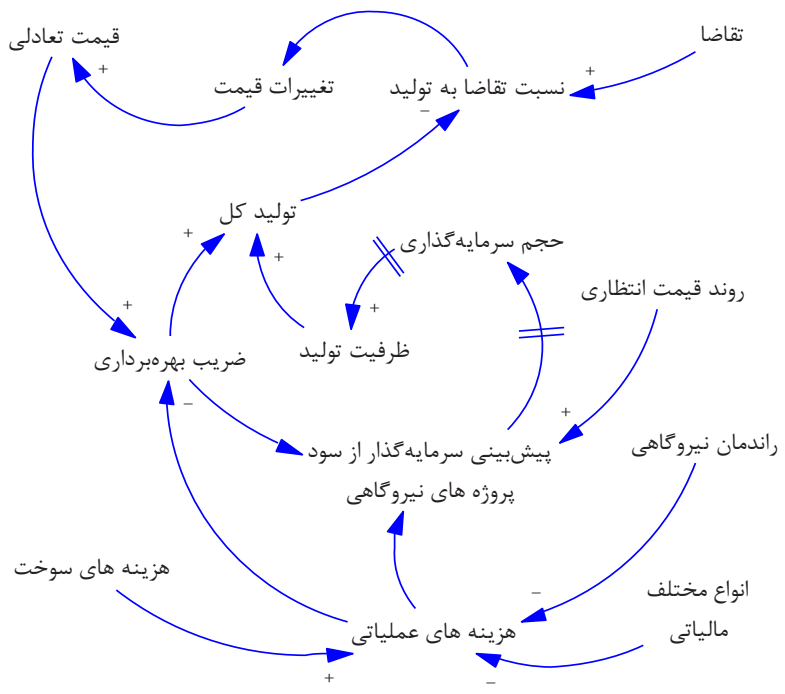 تقاضا
قیمت تعادلی
نسبت تقاضا به تولید
تغییرات قیمت
+
+
−
تولید کل
حجم سرمایه‌گذاری
+
+
روند قیمت انتظاری
+
+
ظرفیت تولید
ضریب بهره‌برداری
−
+
پیش‌بینی سرمایه‌گذار از سود
پروژه های نیروگاهی
راندمان نیروگاهی
هزینه های سوخت
انواع مختلف
مالیاتی
−
هزینه های عملیاتی
+
−